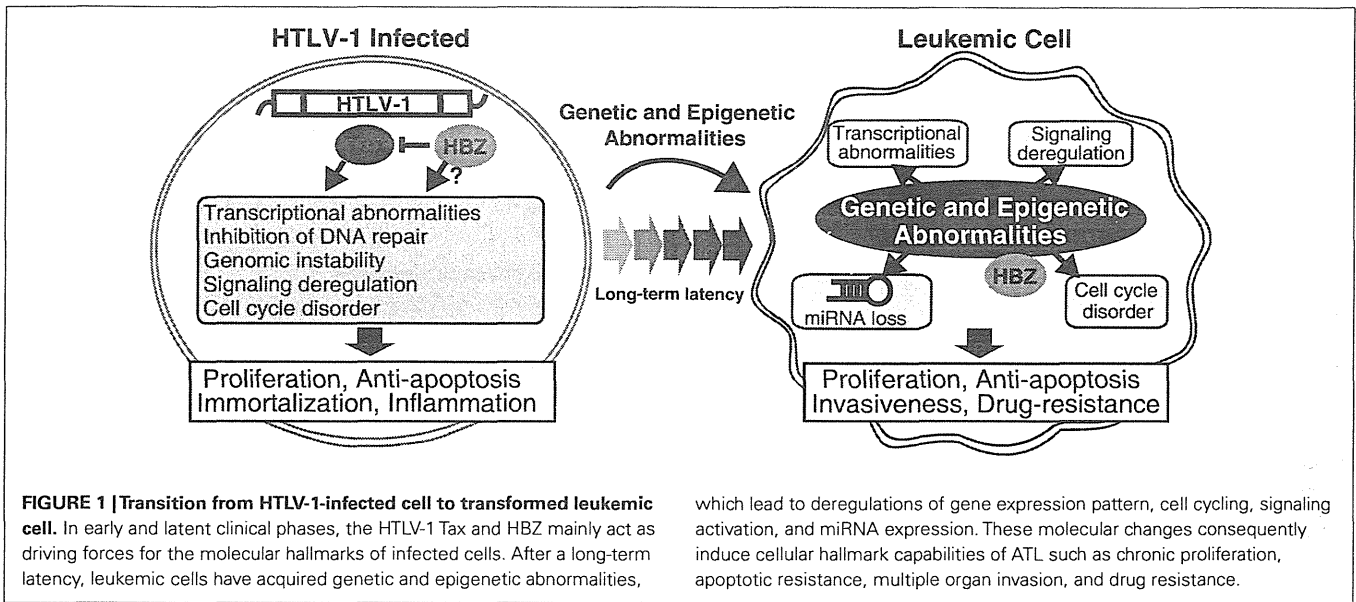 HTLV-1 Infected
HTLV-1
HBZ
?
Transcriptional abnormalities
Inhibition of DNA repair
Genomic instability
Signaling deregulation
Cell cycle disorder
Proliferation, Anti-apoptosis
Immortalization, Inflammation
Genetic and Epigenetic
Abnormalities
Long-term latency
Leukemic Cell
Transcriptional
abnormalities
Signaling
deregulation
Genetic and Epigenetic
Abnormalities
HBZ
miRNA loss
Cell cycle
disorder
Proliferation, Anti-apoptosis
Invasiveness, Drug-resistance
FIGURE 1 | Transition from HTLV-1-infected cell to transformed leukemic
cell. In early and latent clinical phases, the HTLV-1 Tax and HBZ mainly act as
driving forces for the molecular hallmarks of infected cells. After a long-term
latency, leukemic cells have acquired genetic and epigenetic abnormalities,
which lead to deregulations of gene expression pattern, cell cycling, signaling
activation, and miRNA expression. These molecular changes consequently
induce cellular hallmark capabilities of ATL such as chronic proliferation,
apoptotic resistance, multiple organ invasion, and drug resistance.